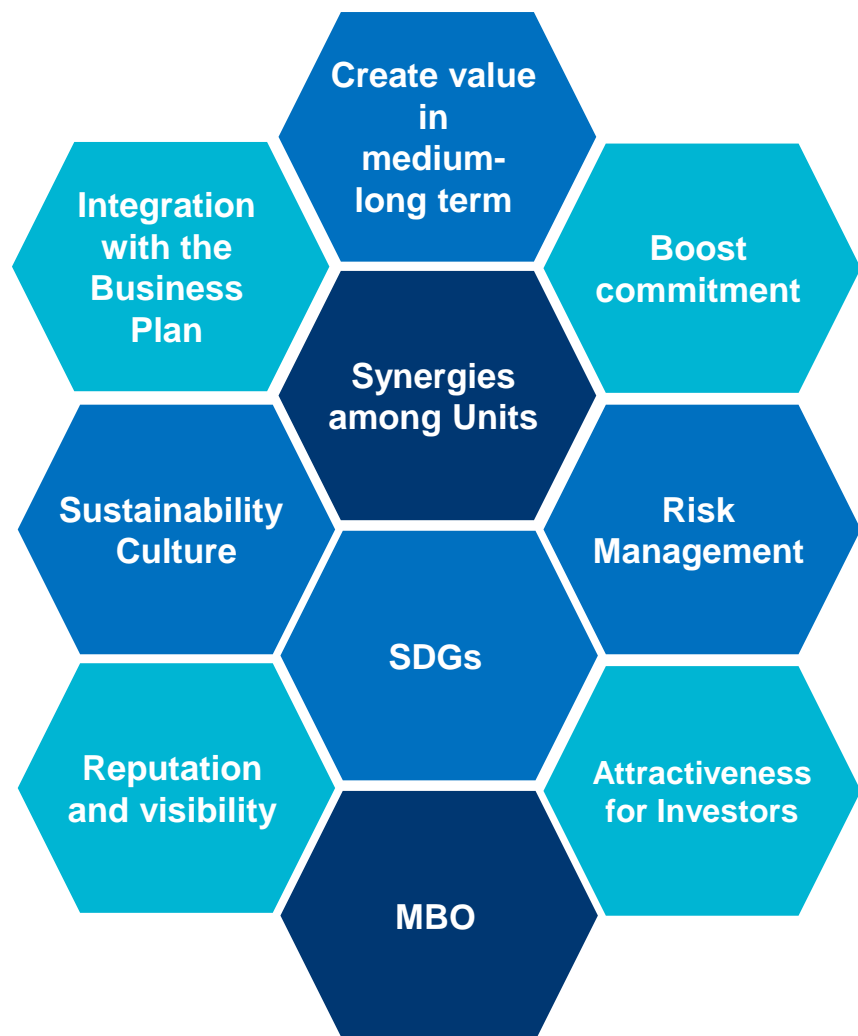 Create value
in
medium-
long term
Integration
with the
Business
Plan
Boost
commitment
Synergies
among Units
Sustainability
Culture
Risk
Management
SDGs
Reputation
and visibility
Attractiveness
for Investors
MBO